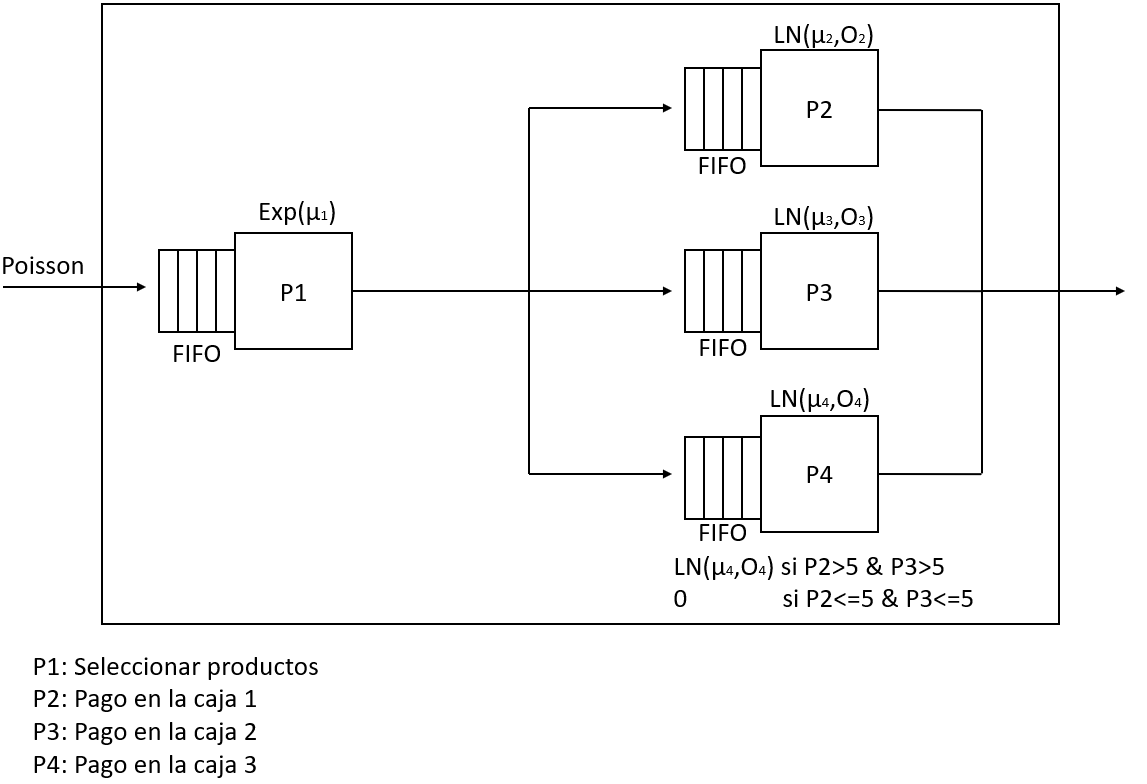 LN(μ₂,O₂)
P2
FIFO
Exp(μ₁)
LN(μ₃,O₃)
Poisson
P1
P3
FIFO
FIFO
LN(μ₄,O₄)
P4
FIFO
LN(μ₄,O₄) si P2>5 & P3>5
0 si P2<=5 & P3<=5
P1: Seleccionar productos
P2: Pago en la caja 1
P3: Pago en la caja 2
P4: Pago en la caja 3